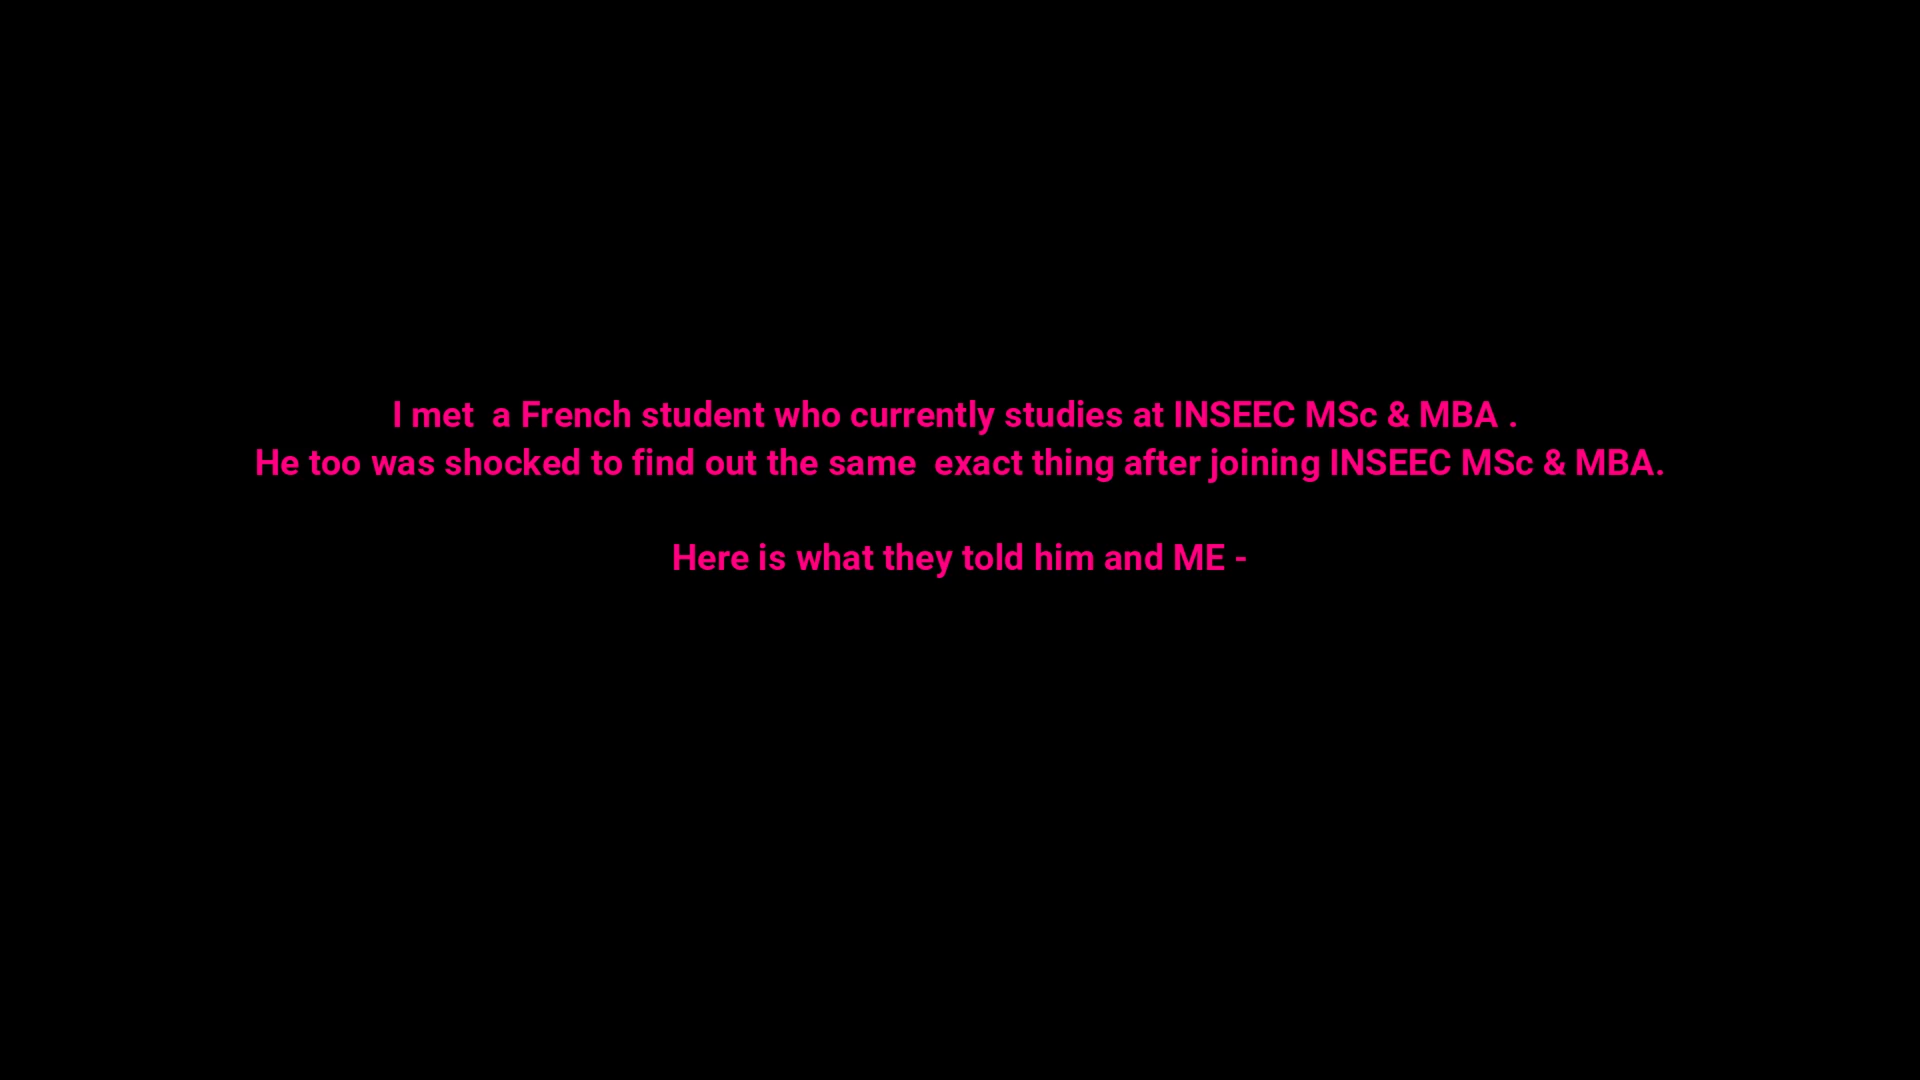 I met  a French student who currently studies at INSEEC MSc & MBA .
He too was shocked to find out the same  exact thing after joining INSEEC MSc & MBA.
Here is what they told him and ME -